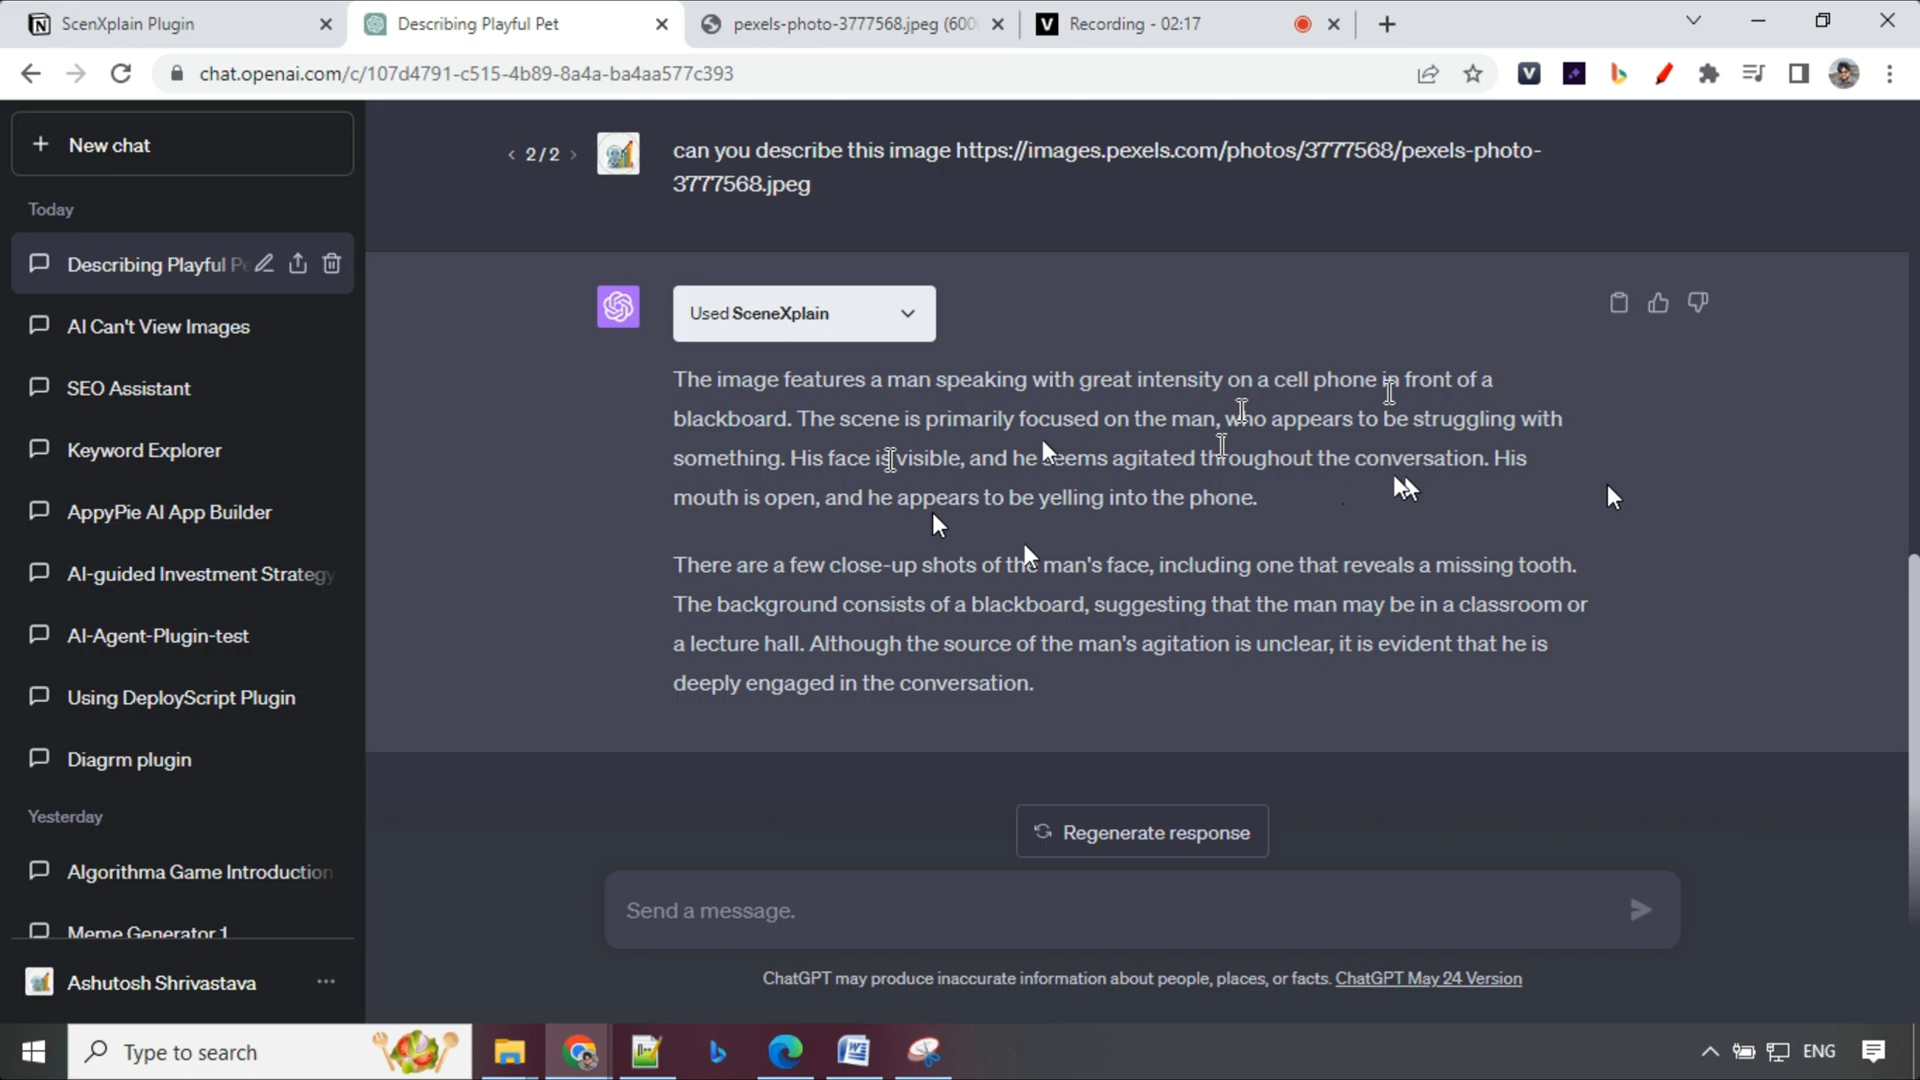 ScenXplain Plugin
Describing Playful Pet
pexels-photo-3777568.jpeg (600
Recording - 02:17
chat.openai.com/c/107d4791-c515-4b89-8a4a-ba4aa577c393
New chat
Today
Describing Playful Pe
AI Can't View Images
SEO Assistant
Keyword Explorer
AppyPie AI App Builder
AI-guided Investment Strategy
AI-Agent-Plugin-test
Using DeployScript Plugin
Diagrm plugin
Yesterday
Algorithma Game Introduction
Meme Generator 1
Ashutosh Shrivastava
2/2
can you describe this image https://images.pexels.com/photos/3777568/pexels-photo-
3777568.jpeg
Used SceneXplain
The image features a man speaking with great intensity on a cell phone in front of a
blackboard. The scene is primarily focused on the man, who appears to be struggling with
something. His face is visible, and he seems agitated throughout the conversation. His
mouth is open, and he appears to be yelling into the phone.
There are a few close-up shots of the man's face, including one that reveals a missing tooth.
The background consists of a blackboard, suggesting that the man may be in a classroom or
a lecture hall. Although the source of the man's agitation is unclear, it is evident that he is
deeply engaged in the conversation.
Regenerate response
Send a message.
ChatGPT may produce inaccurate information about people, places, or facts. ChatGPT May 24 Version
Type to search
ENG